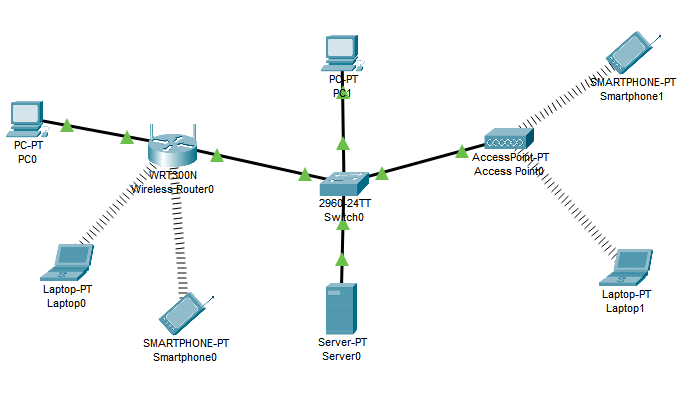 PC-PT
PC1
SMARTPHONE-PT
Smartphone1
PC-PT
PC0
WRT300N
Wireless Router0
AccessPoint-PT
Access Point0
2960-24TT
Switch0
Laptop-PT
Laptop0
Laptop-PT
Laptop1
SMARTPHONE-PT
Smartphone0
Server-PT
Server0